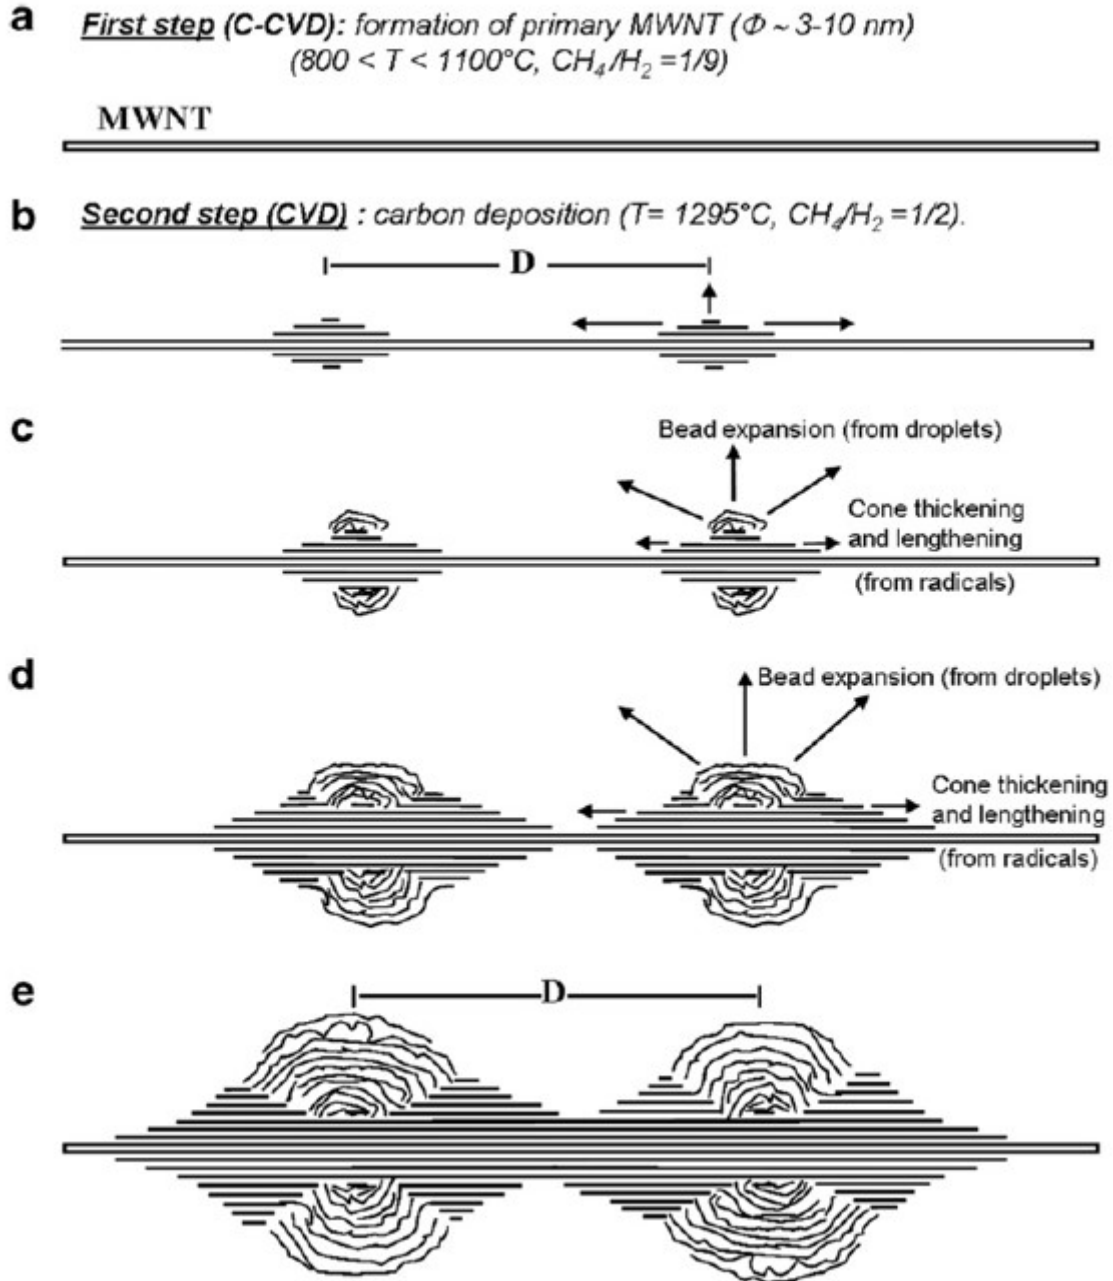 a First step (C-CVD): formation of primary MWNT (Φ ~ 3-10 nm)
(800 < T < 1100°C, CH₄/H₂ =1/9)
MWNT
b Second step (CVD) : carbon deposition (T= 1295°C, CH₄/H₂ =1/2).
D
c
Bead expansion (from droplets)
Cone thickening
and lengthening
(from radicals)
d
Bead expansion (from droplets)
Cone thickening
and lengthening
(from radicals)
e
D